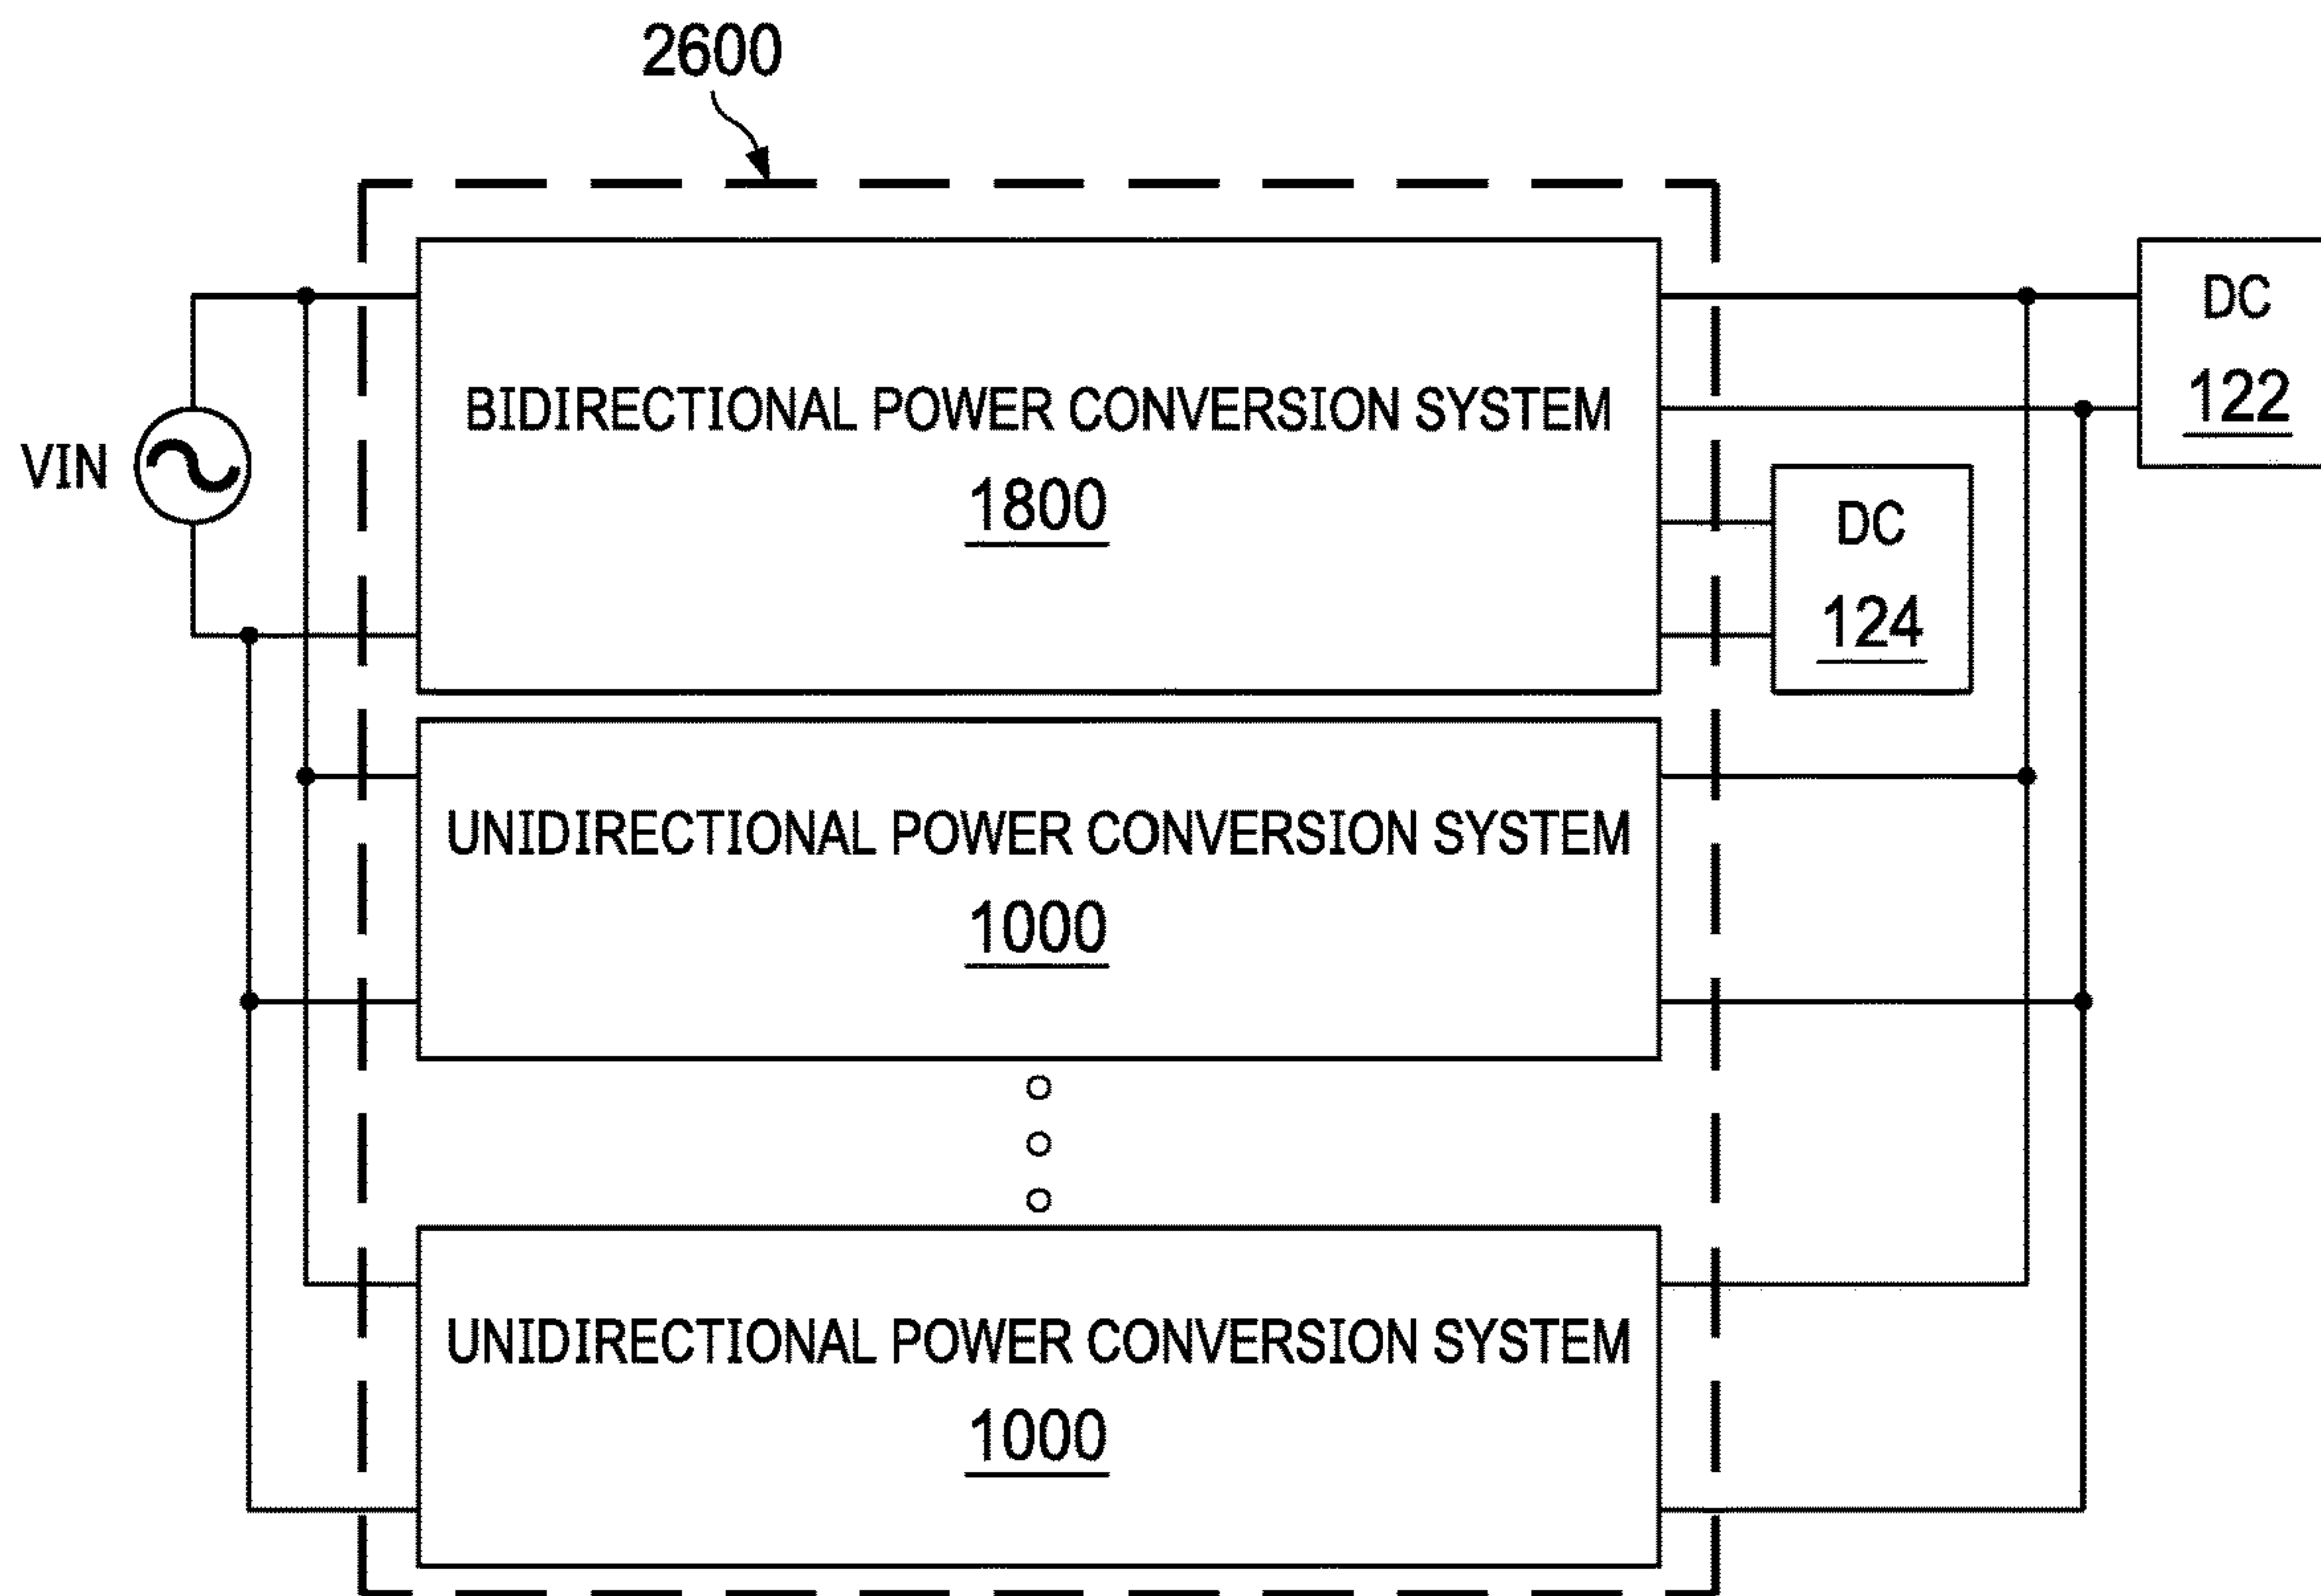 2600
VIN
BIDIRECTIONAL POWER CONVERSION SYSTEM
1800
DC
122
DC
124
UNIDIRECTIONAL POWER CONVERSION SYSTEM
1000
UNIDIRECTIONAL POWER CONVERSION SYSTEM
1000